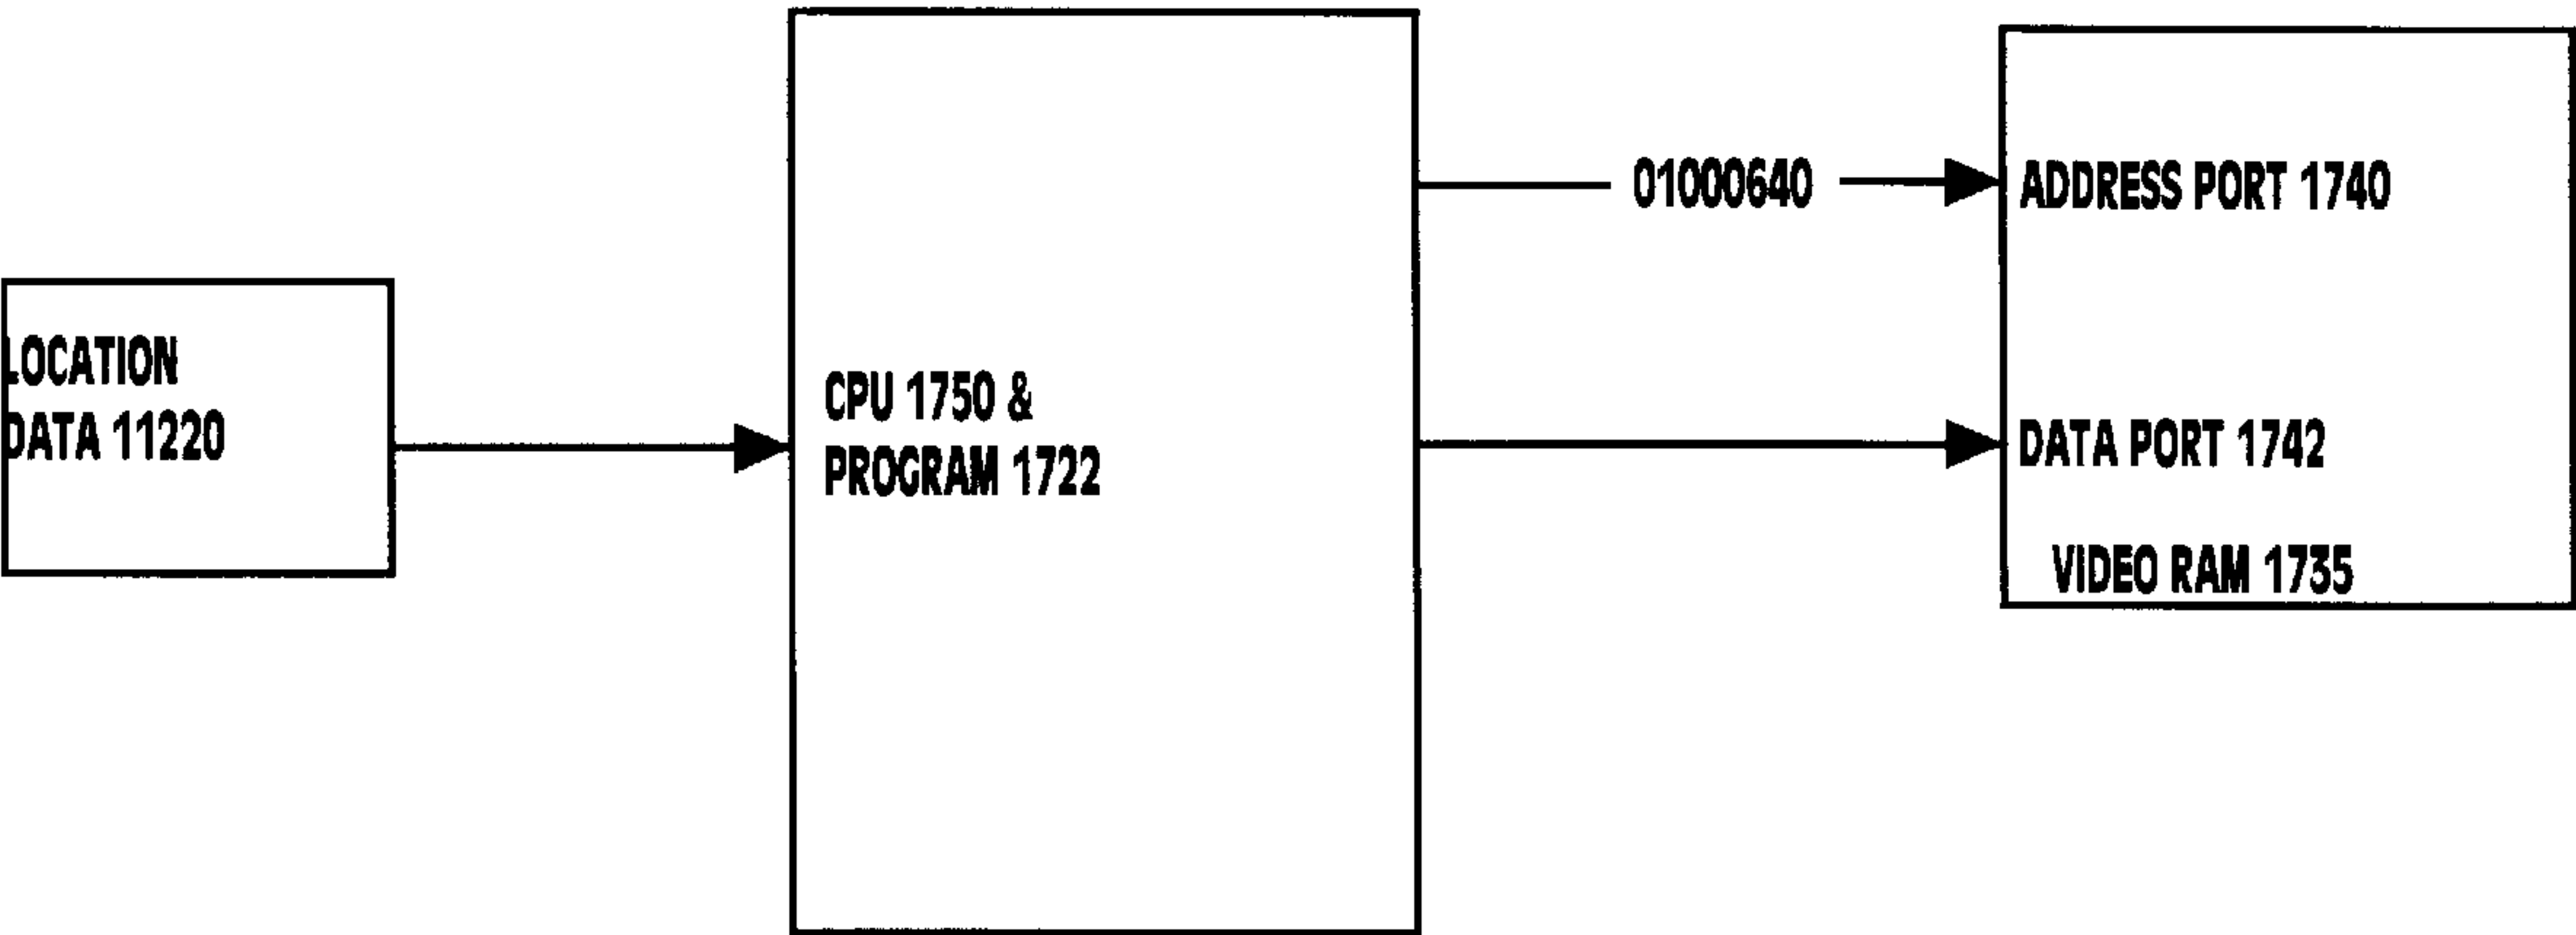 LOCATION
DATA 11220
CPU 1750 &
PROGRAM 1722
01000640
ADDRESS PORT 1740
DATA PORT 1742
VIDEO RAM 1735